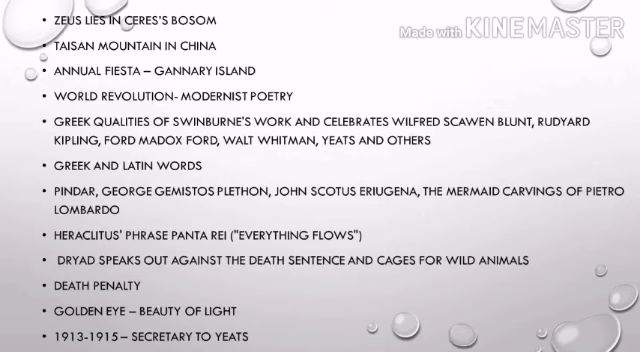 • ZEUS LIES IN CERES'S BOSOM
Made with KINEMASTER
• TAISAN MOUNTAIN IN CHINA
• ANNUAL FIESTA – GANNARY ISLAND
• WORLD REVOLUTION- MODERNIST POETRY
• GREEK QUALITIES OF SWINBURNE'S WORK AND CELEBRATES WILFRED SCAWEN BLUNT, RUDYARD
KIPLING, FORD MADOX FORD, WALT WHITMAN, YEATS AND OTHERS
• GREEK AND LATIN WORDS
• PINDAR, GEORGE GEMISTOS PLETHON, JOHN SCOTUS ERIUGENA, THE MERMAID CARVINGS OF PIETRO
LOMBARDO
• HERACLITUS' PHRASE PANTA REI ("EVERYTHING FLOWS")
• DRYAD SPEAKS OUT AGAINST THE DEATH SENTENCE AND CAGES FOR WILD ANIMALS
• DEATH PENALTY
• GOLDEN EYE – BEAUTY OF LIGHT
• 1913-1915 – SECRETARY TO YEATS